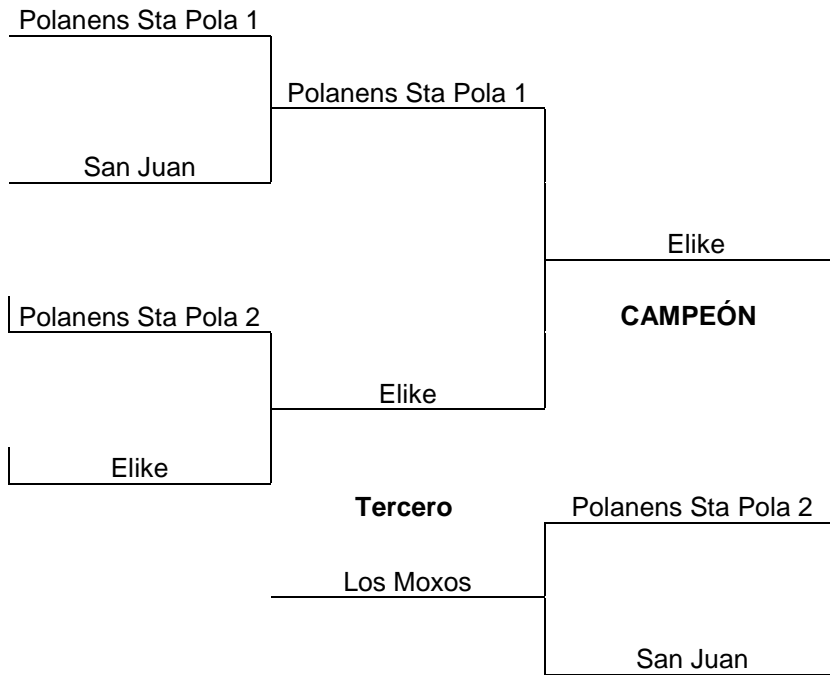 Polanens Sta Pola 1
Polanens Sta Pola 1
San Juan
Elike
Polanens Sta Pola 2
CAMPEÓN
Elike
Elike
Tercero
Polanens Sta Pola 2
Los Moxos
San Juan